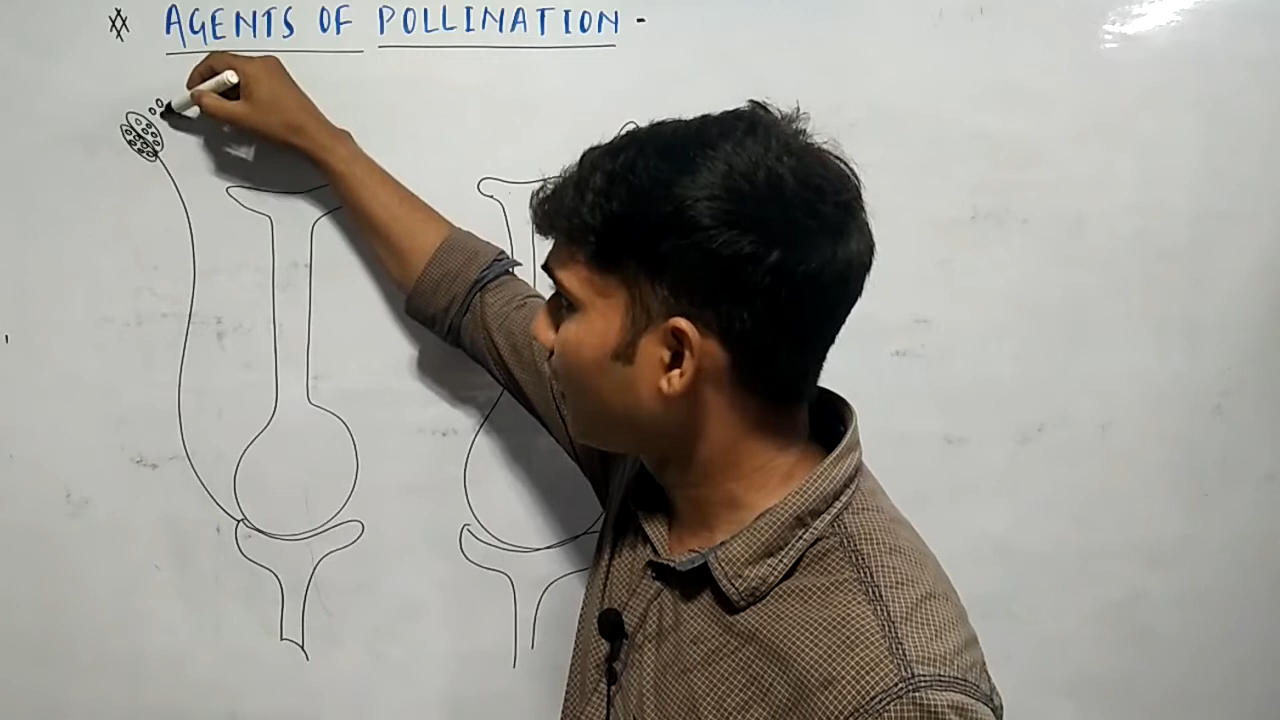 ※ AGENTS OF POLLINATION -